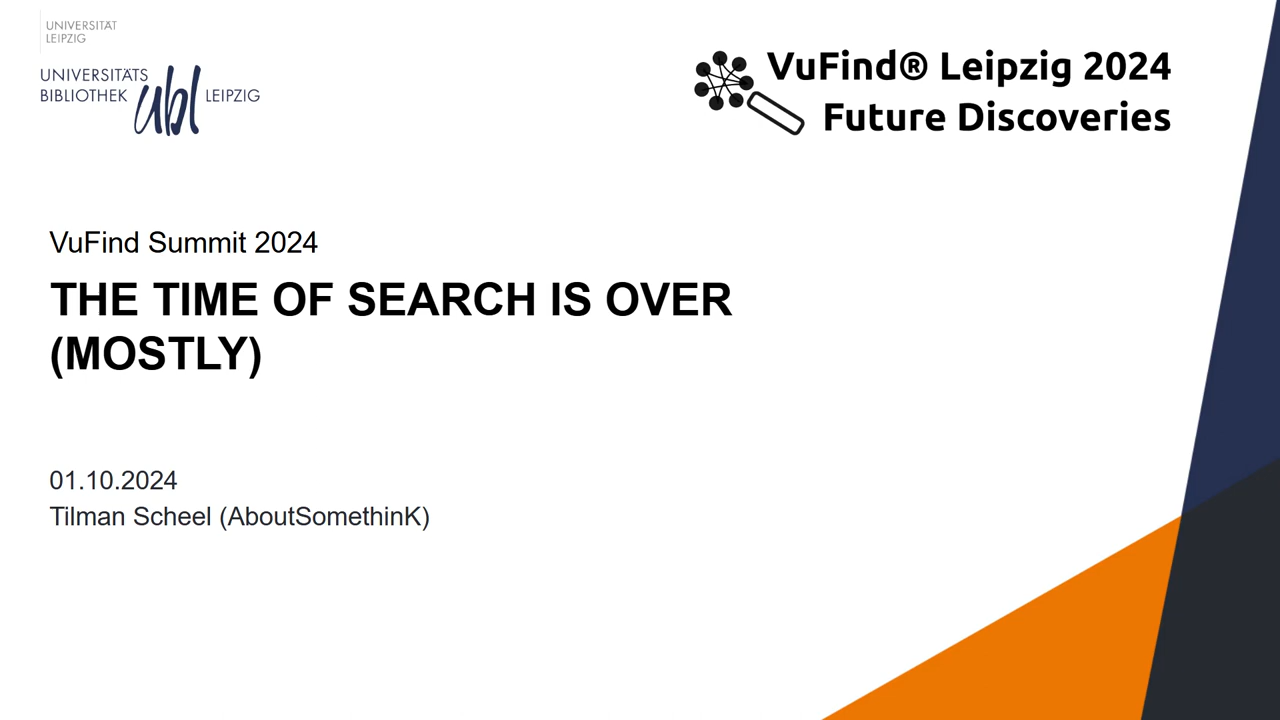 UNIVERSITÄT
LEIPZIG
UNIVERSITÄTS
BIBLIOTHEK ubl LEIPZIG
VuFind® Leipzig 2024
Future Discoveries
VuFind Summit 2024
THE TIME OF SEARCH IS OVER
(MOSTLY)
01.10.2024
Tilman Scheel (AboutSomethinK)